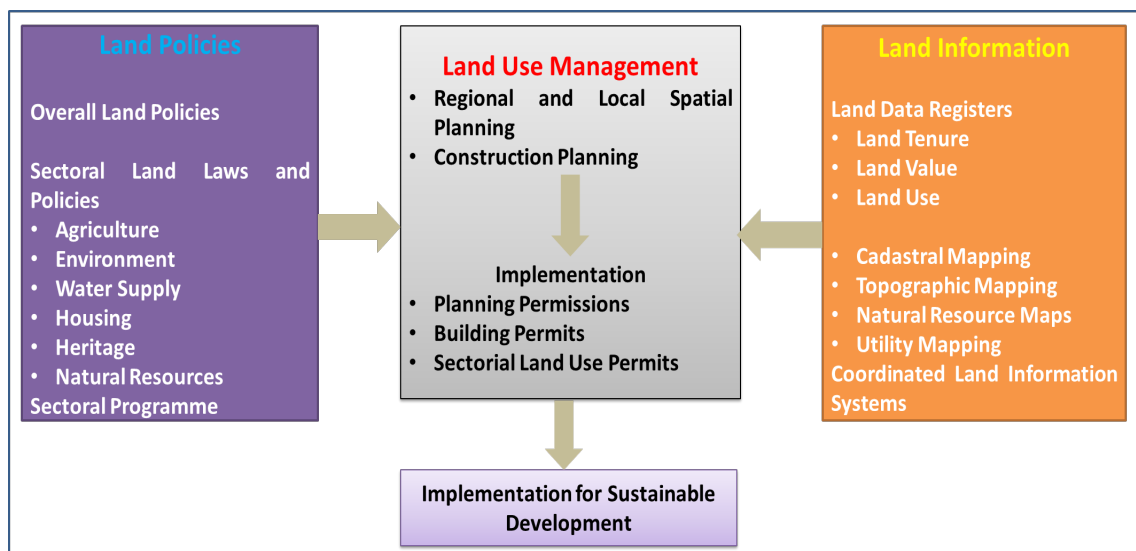 Land Policies
Overall Land Policies
Sectoral Land Laws and
Policies
• Agriculture
• Environment
• Water Supply
• Housing
• Heritage
• Natural Resources
Sectoral Programme
Land Use Management
• Regional and Local Spatial
Planning
• Construction Planning
Implementation
• Planning Permissions
• Building Permits
• Sectorial Land Use Permits
Land Information
Land Data Registers
• Land Tenure
• Land Value
• Land Use
• Cadastral Mapping
• Topographic Mapping
• Natural Resource Maps
• Utility Mapping
Coordinated Land Information
Systems
Implementation for Sustainable
Development